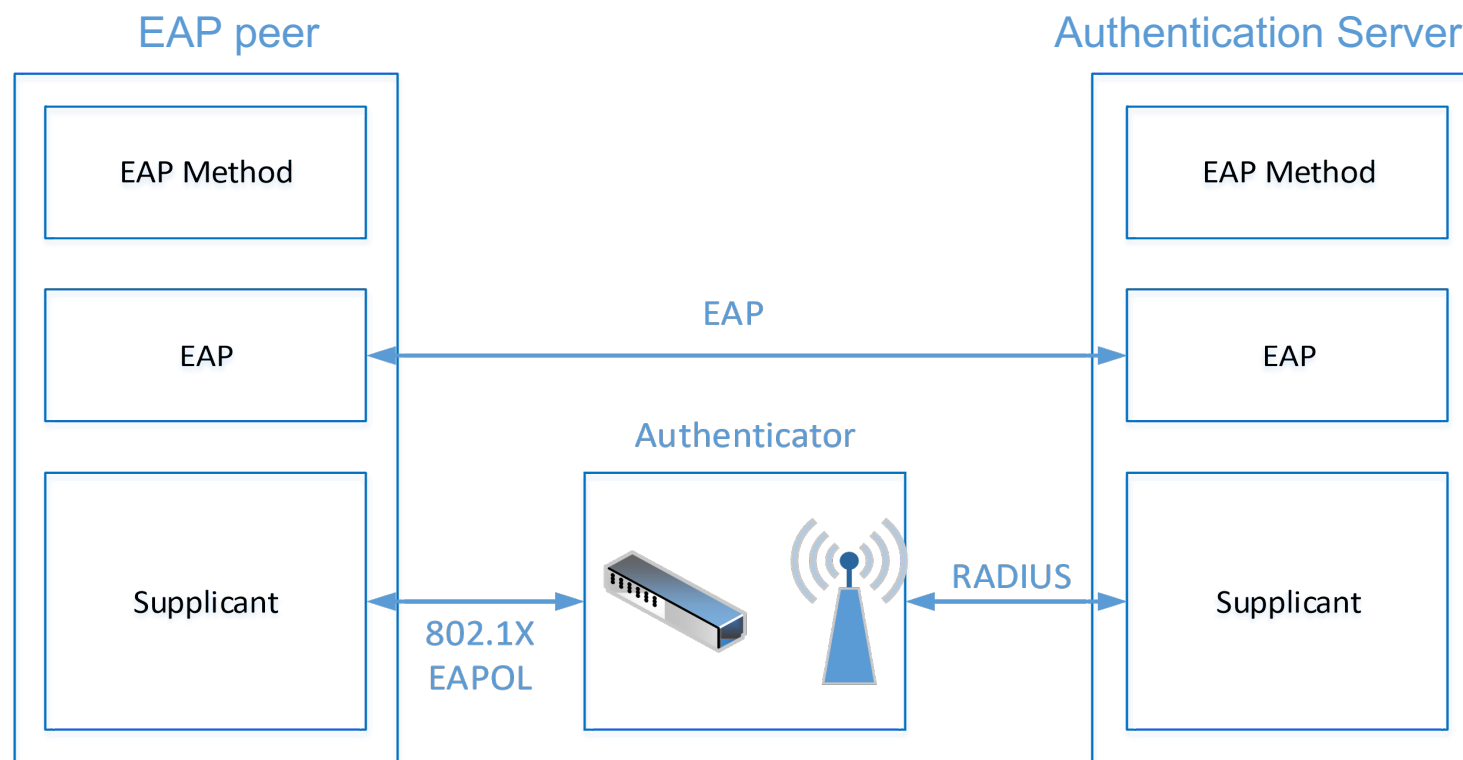 EAP peer
Authentication Server
EAP Method
EAP Method
EAP
EAP
EAP
Authenticator
Supplicant
802.1X
EAPOL
RADIUS
Supplicant